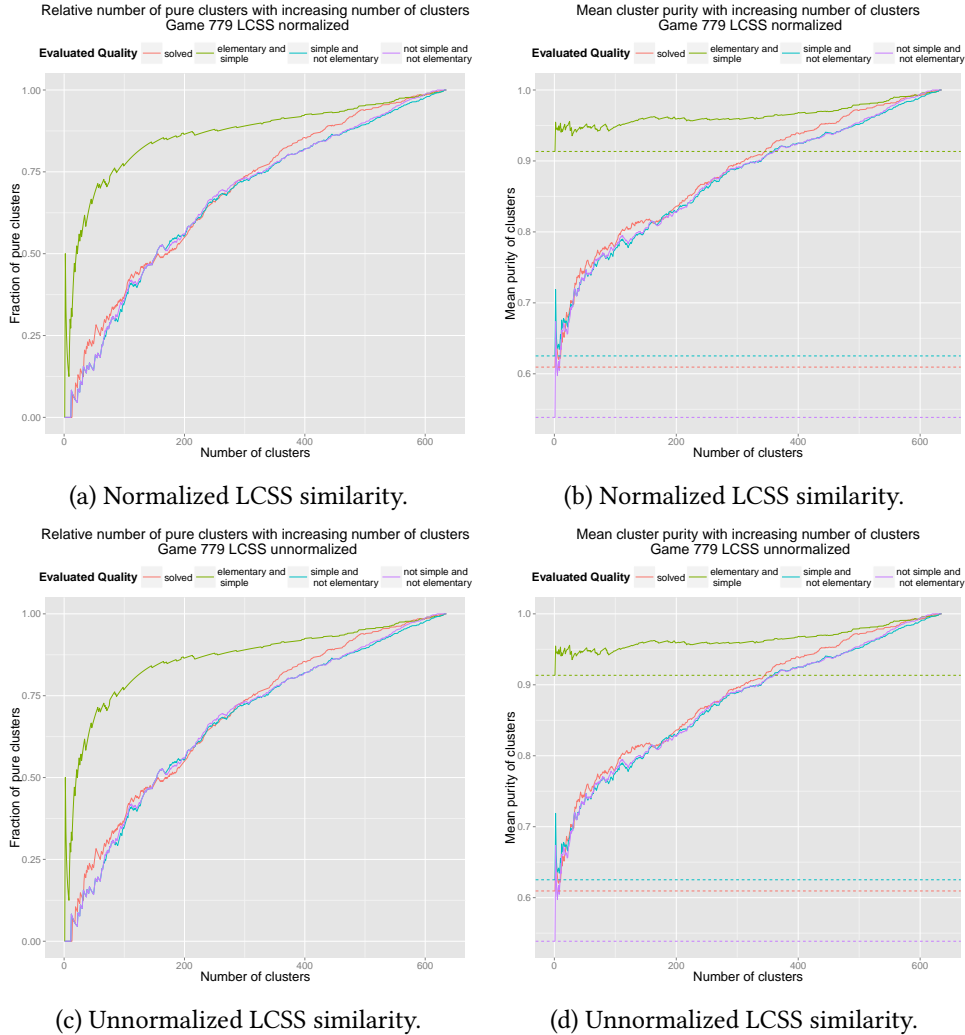 Relative number of pure clusters with increasing number of clusters
Game 779 LCSS normalized
Evaluated Quality solved elementary and simple simple and not elementary not simple and not elementary
1.00
0.75
0.50
0.25
0.00
Fraction of pure clusters
0 200 400 600
Number of clusters
(a) Normalized LCSS similarity.
Mean cluster purity with increasing number of clusters
Game 779 LCSS normalized
Evaluated Quality solved elementary and simple simple and not elementary not simple and not elementary
1.0
0.9
0.8
0.7
0.6
Mean purity of clusters
0 200 400 600
Number of clusters
(b) Normalized LCSS similarity.
Relative number of pure clusters with increasing number of clusters
Game 779 LCSS unnormalized
Evaluated Quality solved elementary and simple simple and not elementary not simple and not elementary
1.00
0.75
0.50
0.25
0.00
Fraction of pure clusters
0 200 400 600
Number of clusters
(c) Unnormalized LCSS similarity.
Mean cluster purity with increasing number of clusters
Game 779 LCSS unnormalized
Evaluated Quality solved elementary and simple simple and not elementary not simple and not elementary
1.0
0.9
0.8
0.7
0.6
Mean purity of clusters
0 200 400 600
Number of clusters
(d) Unnormalized LCSS similarity.